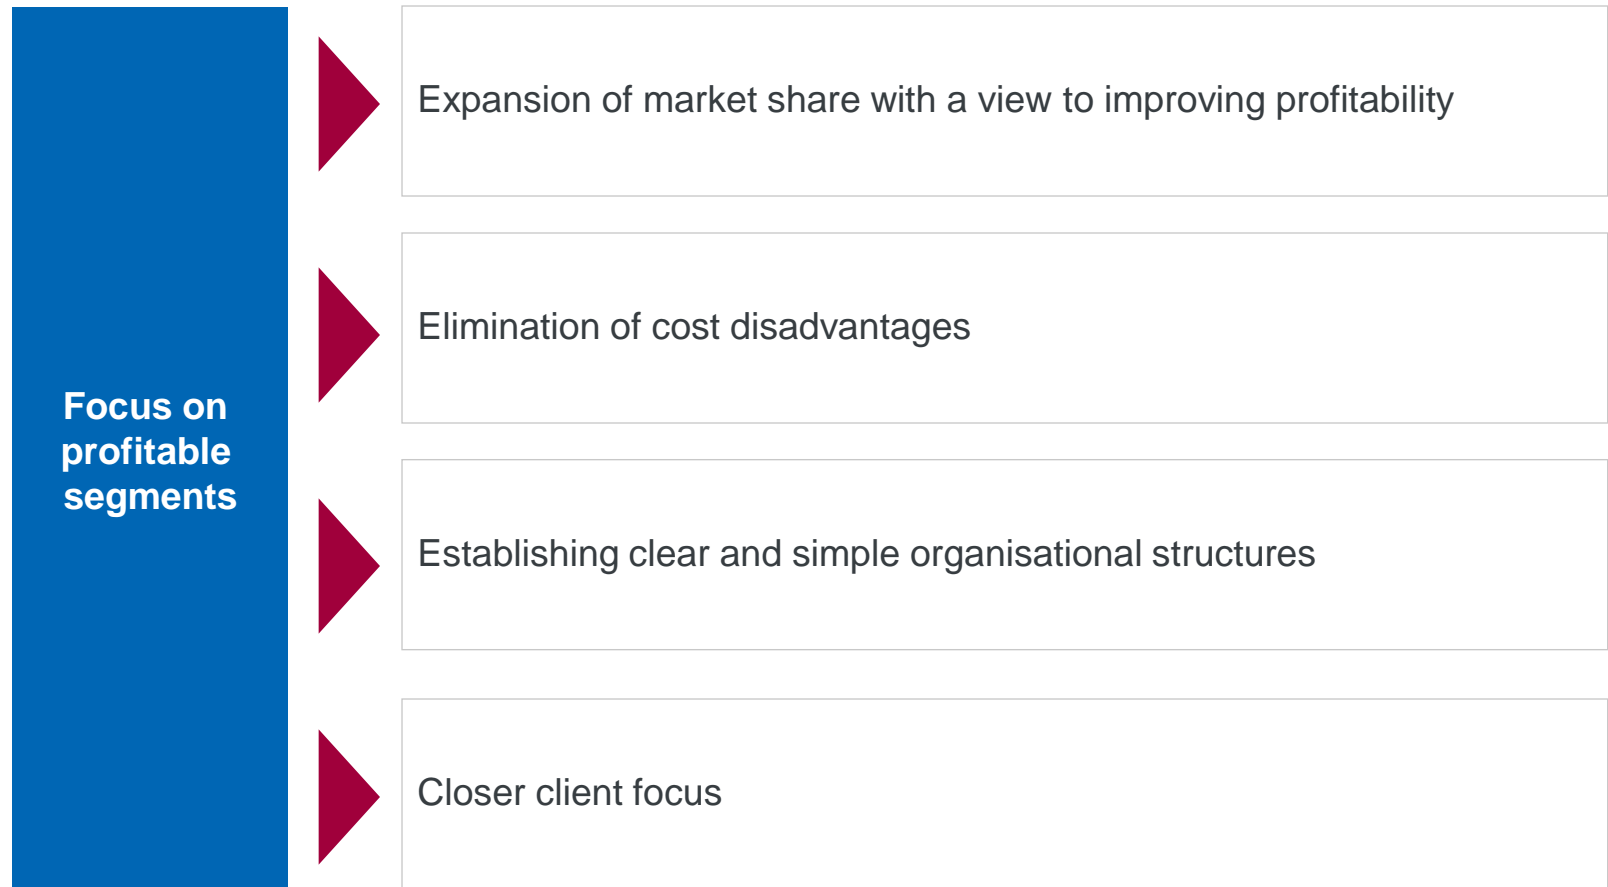 Focus on
profitable
segments
Expansion of market share with a view to improving profitability
Elimination of cost disadvantages
Establishing clear and simple organisational structures
Closer client focus